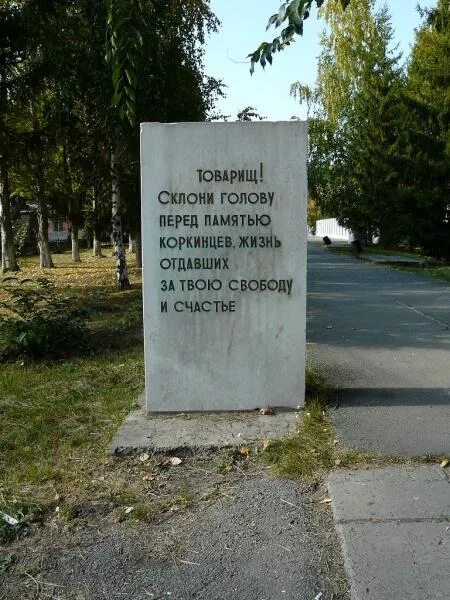 ТОВАРИЩ!
СКЛОНИ ГОЛОВУ
ПЕРЕД ПАМЯТЬЮ
КОРКИНЦЕВ, ЖИЗНЬ
ОТДАВШИХ
ЗА ТВОЮ СВОБОДУ
И СЧАСТЬЕ